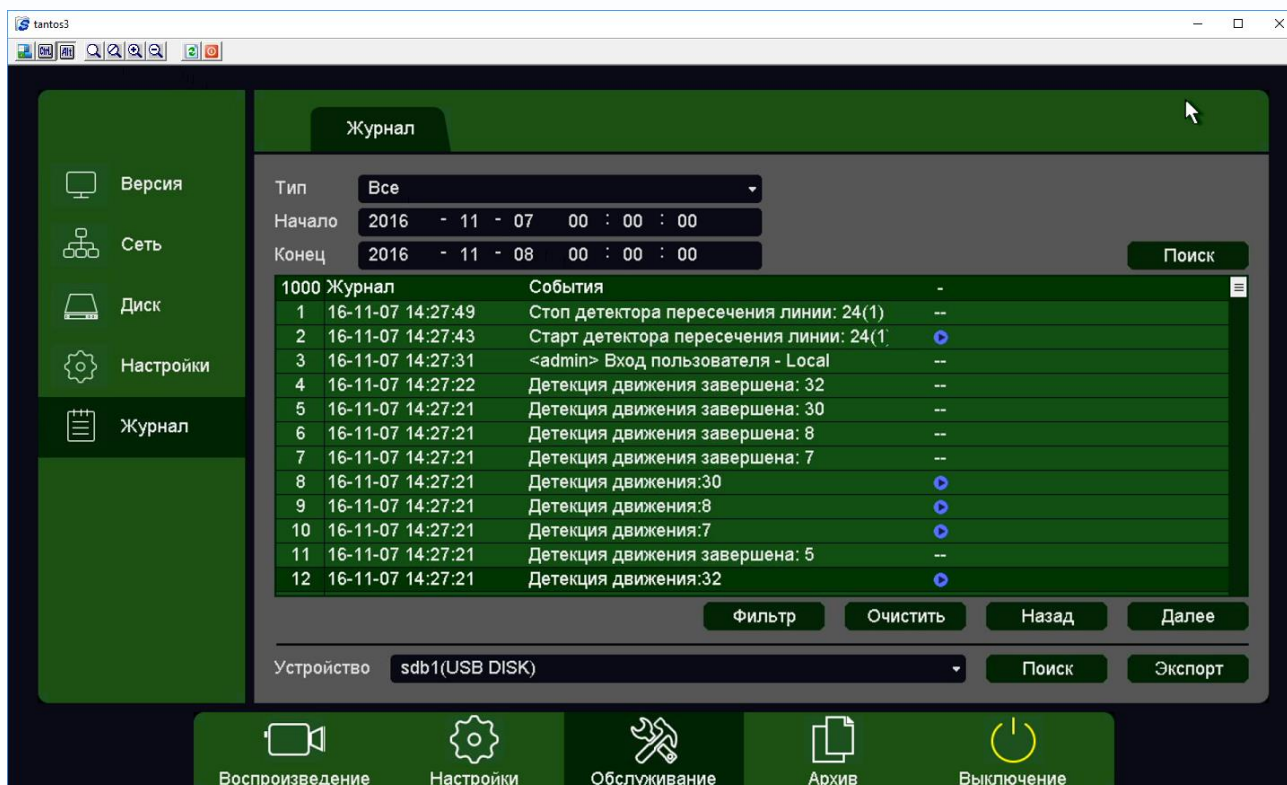 tantos3
Ctrl Alt
Журнал
Версия
Сеть
Диск
Настройки
Журнал
Тип Все
Начало 2016 - 11 - 07 00 : 00 : 00
Конец 2016 - 11 - 08 00 : 00 : 00
Поиск
1000 Журнал События -
1 16-11-07 14:27:49 Стоп детектора пересечения линии: 24(1) --
2 16-11-07 14:27:43 Старт детектора пересечения линии: 24(1
3 16-11-07 14:27:31 <admin> Вход пользователя - Local --
4 16-11-07 14:27:22 Детекция движения завершена: 32 --
5 16-11-07 14:27:21 Детекция движения завершена: 30 --
6 16-11-07 14:27:21 Детекция движения завершена: 8 --
7 16-11-07 14:27:21 Детекция движения завершена: 7 --
8 16-11-07 14:27:21 Детекция движения:30
9 16-11-07 14:27:21 Детекция движения:8
10 16-11-07 14:27:21 Детекция движения:7
11 16-11-07 14:27:21 Детекция движения завершена: 5 --
12 16-11-07 14:27:21 Детекция движения:32
Фильтр Очистить Назад Далее
Устройство sdb1(USB DISK) Поиск Экспорт
Воспроизведение Настройки Обслуживание Архив Выключение